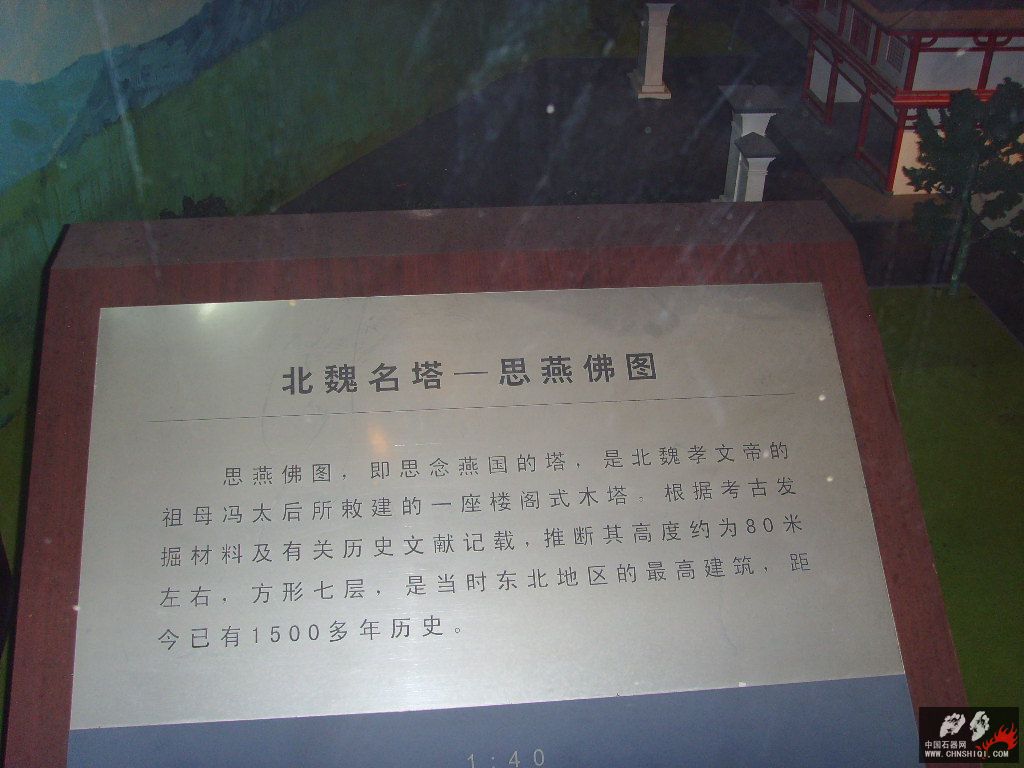 北魏名塔—思燕佛图
思燕佛图，即思念燕国的塔，是北魏孝文帝的
祖母冯太后所敕建的一座楼阁式木塔。根据考古发
掘材料及有关历史文献记载，推断其高度约为80米
左右．方形七层，是当时东北地区的最高建筑，距
今已有1500多年历史。
1:40
中国石器网
WWW.CHNSHIQI.COM